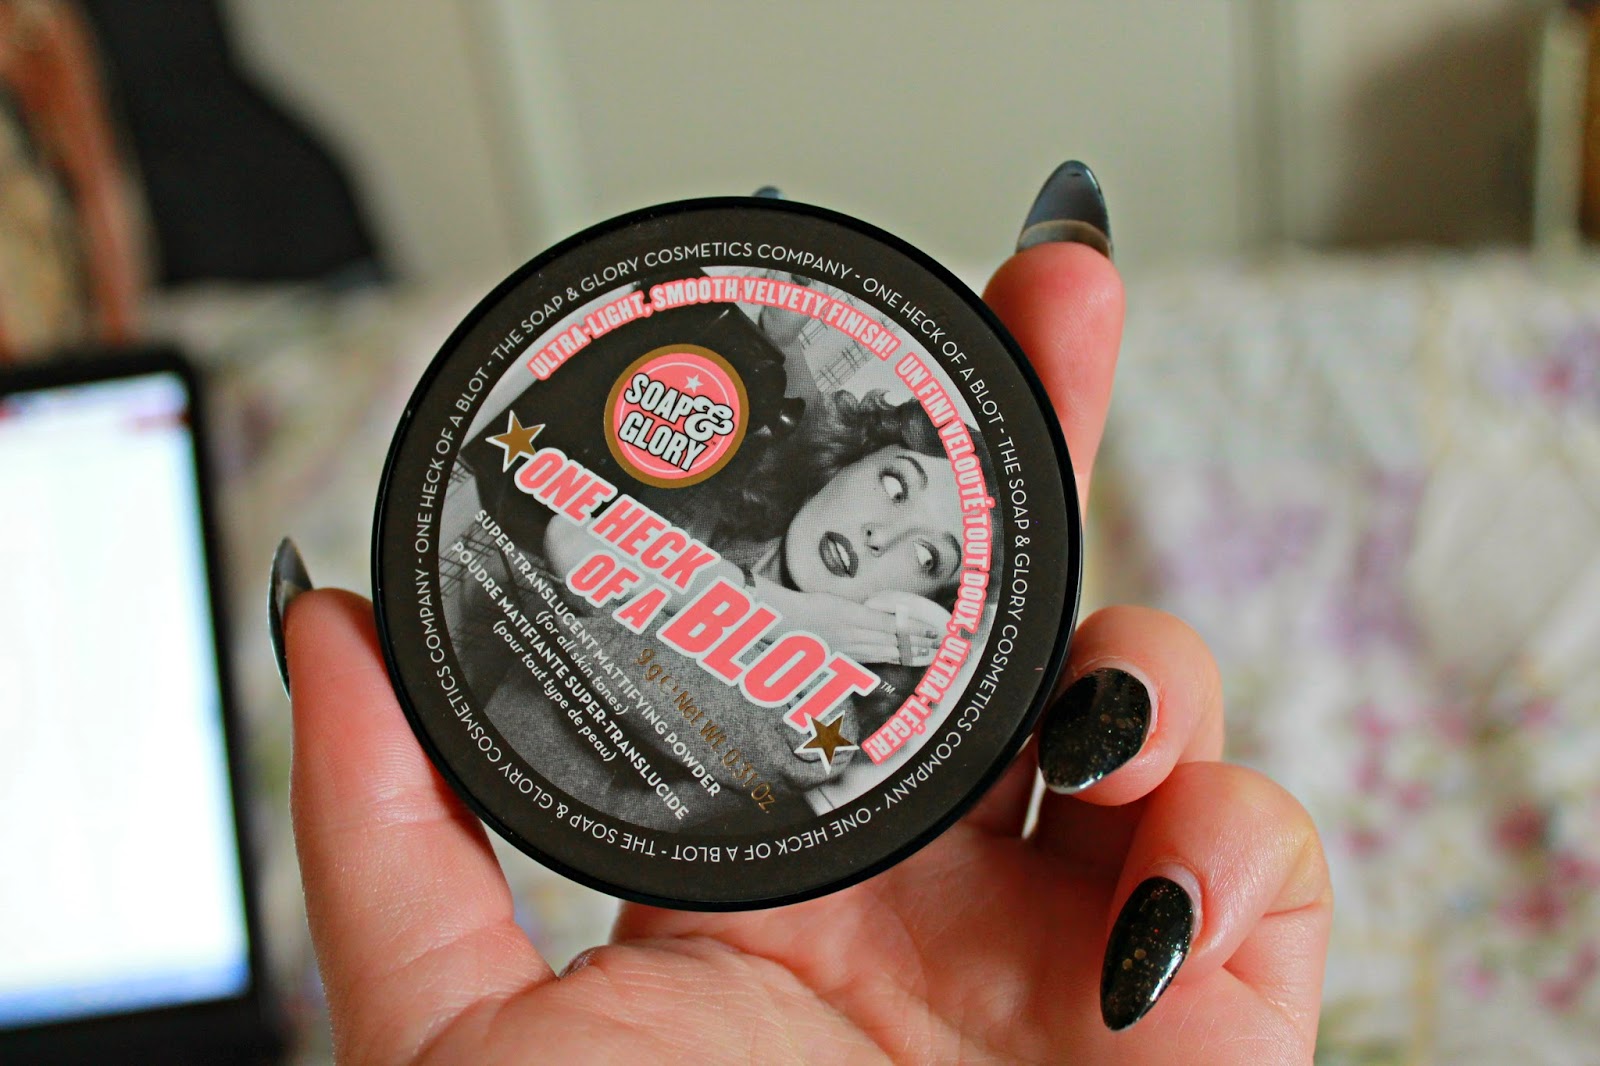 THE SOAP & GLORY COSMETICS COMPANY - ONE HECK OF A BLOT - THE SOAP & GLORY COSMETICS COMPANY - ONE HECK OF A BLOT - THE SOAP & GLORY COSMETICS COMPANY - ONE HECK OF A BLOT -
ULTRA-LIGHT, SMOOTH VELVETY FINISH! UN FINI VELOUTÉ TOUT DOUX, ULTRA-LÉGER!
SOAP &
GLORY
ONE HECK
OF A BLOT™
SUPER-TRANSLUCENT MATTIFYING POWDER
(for all skin tones)
POUDRE MATIFIANTE SUPER-TRANSLUCIDE
(pour tout type de peau)
9 g ℮ Net Wt. 0.31 Oz.